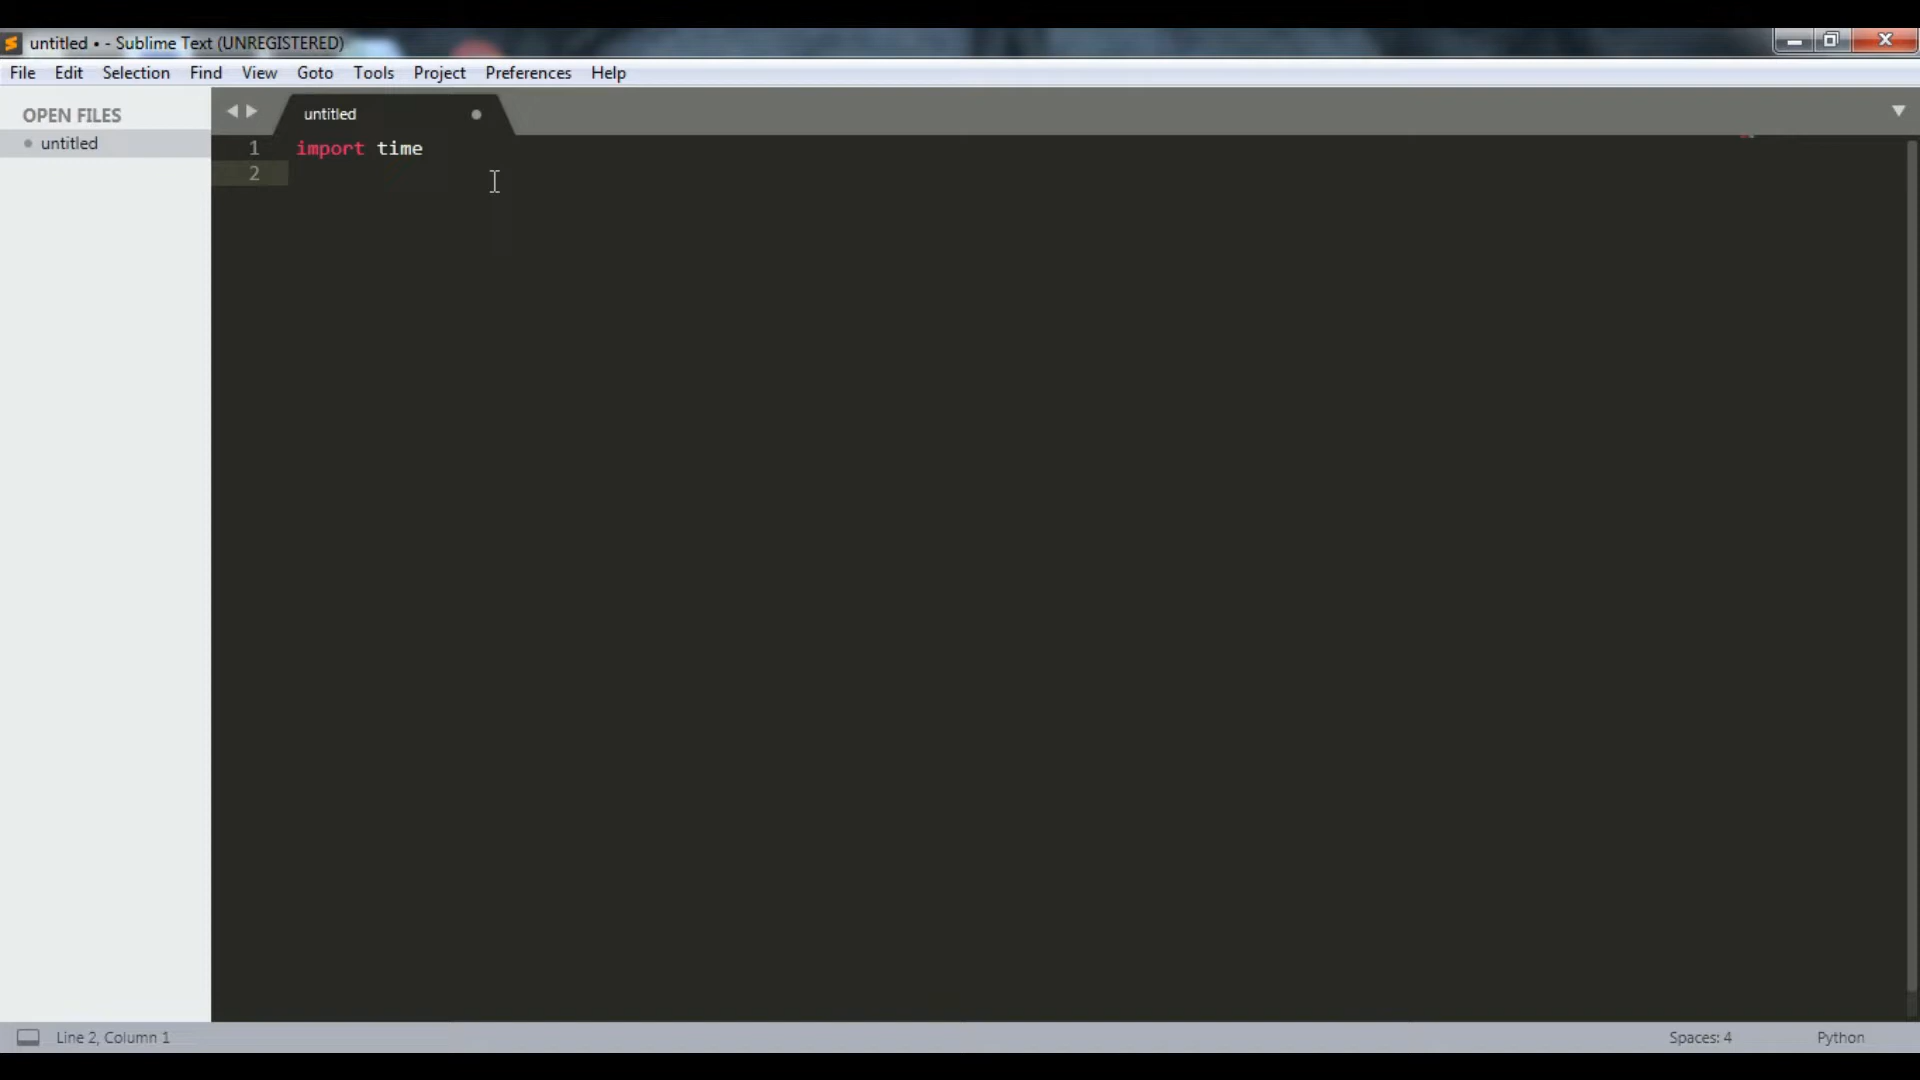 untitled • - Sublime Text (UNREGISTERED)
File Edit Selection Find View Goto Tools Project Preferences Help
OPEN FILES
untitled
untitled
1 import time
2
Line 2, Column 1
Spaces: 4
Python